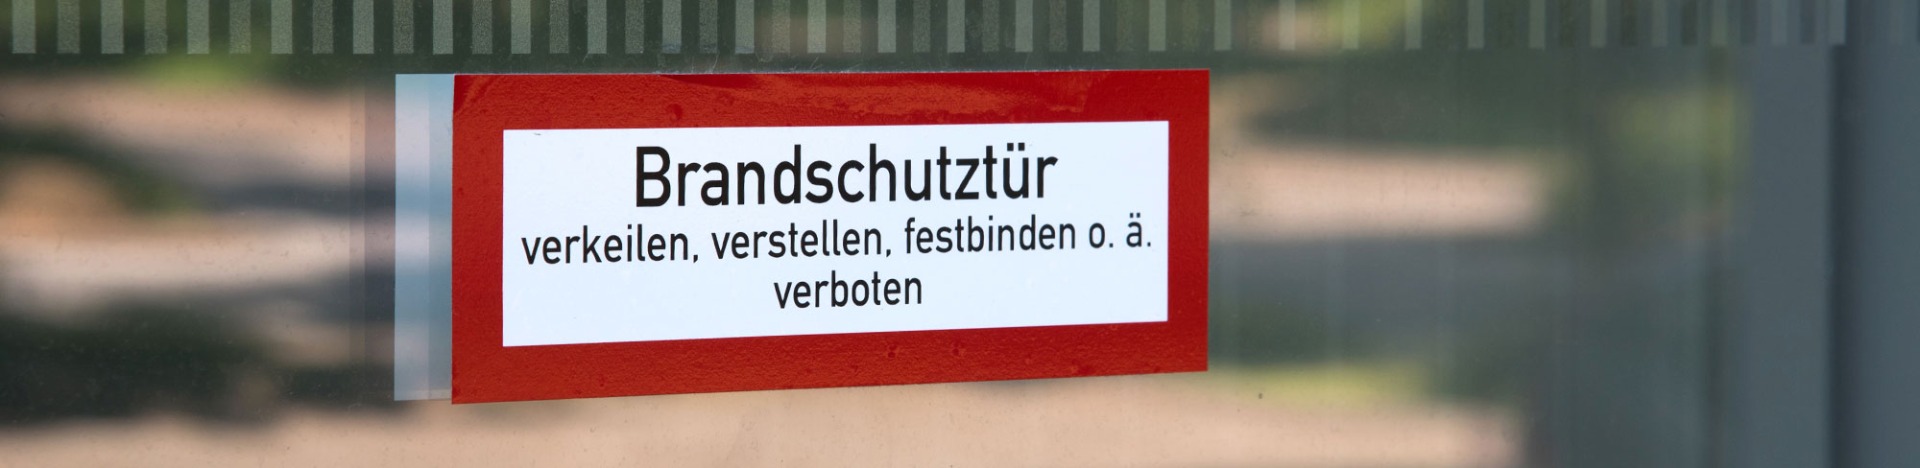 Brandschutztür
verkeilen, verstellen, festbinden o. ä.
verboten